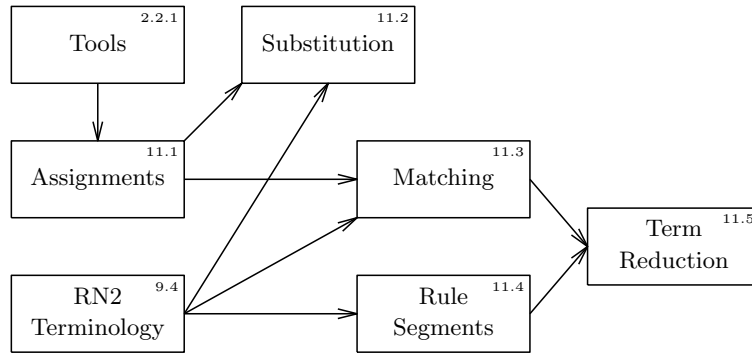 2.2.1
Tools
11.2
Substitution
11.1
Assignments
11.3
Matching
11.5
Term
Reduction
9.4
RN2
Terminology
11.4
Rule
Segments